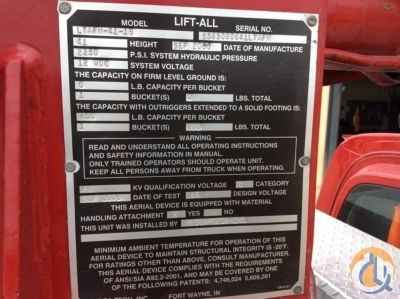 MODEL LIFT-ALL SERIAL NO.
HEIGHT DATE OF MANUFACTURE
P.S.I. SYSTEM HYDRAULIC PRESSURE
12 VDC SYSTEM VOLTAGE
THE CAPACITY ON FIRM LEVEL GROUND IS:
L.B. CAPACITY PER BUCKET
BUCKET(S) LBS. TOTAL
THE CAPACITY WITH OUTRIGGERS EXTENDED TO A SOLID FOOTING IS:
L.B. CAPACITY PER BUCKET
BUCKET(S) LBS. TOTAL
WARNING
READ AND UNDERSTAND ALL OPERATING INSTRUCTIONS
AND SAFETY INFORMATION IN MANUAL.
ONLY TRAINED OPERATORS SHOULD OPERATE UNIT.
KEEP ALL PERSONS AWAY FROM TRUCK WHEN OPERATING.
KV QUALIFICATION VOLTAGE CATEGORY
DATE OF TEST DESIGN VOLTAGE
THIS AERIAL DEVICE IS EQUIPPED WITH MATERIAL
HANDLING ATTACHMENT YES NO
THIS UNIT WAS INSTALLED BY
MINIMUM AMBIENT TEMPERATURE FOR OPERATION OF THIS
AERIAL DEVICE TO MAINTAIN STRUCTURAL INTEGRITY IS -20°F.
FOR RATINGS OTHER THAN ABOVE, CONSULT MANUFACTURER.
THIS AERIAL DEVICE COMPLIES WITH THE REQUIREMENTS
OF ANSI/SIA A92.2-2001. AND MAY BE COVERED BY ONE
OF THE FOLLOWING PATENTS:
FORT WAYNE, IN